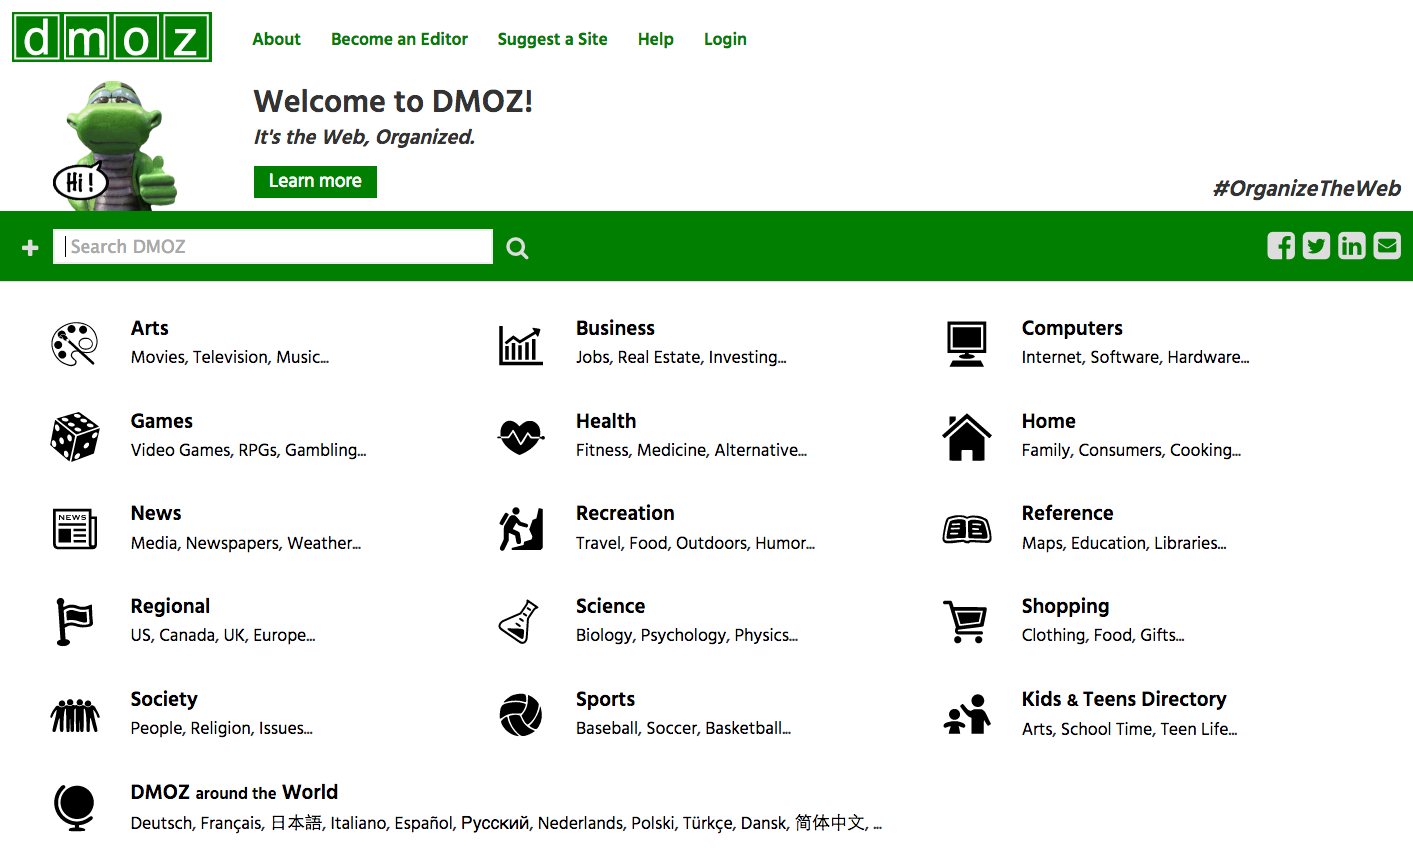 dmoz
About Become an Editor Suggest a Site Help Login
Welcome to DMOZ!
It's the Web, Organized.
Hi !
Learn more
#OrganizeTheWeb
Search DMOZ
Arts
Movies, Television, Music...
Business
Jobs, Real Estate, Investing...
Computers
Internet, Software, Hardware...
Games
Video Games, RPGs, Gambling...
Health
Fitness, Medicine, Alternative...
Home
Family, Consumers, Cooking...
NEWS
News
Media, Newspapers, Weather...
Recreation
Travel, Food, Outdoors, Humor...
Reference
Maps, Education, Libraries...
Regional
US, Canada, UK, Europe...
Science
Biology, Psychology, Physics...
Shopping
Clothing, Food, Gifts...
Society
People, Religion, Issues...
Sports
Baseball, Soccer, Basketball...
Kids & Teens Directory
Arts, School Time, Teen Life...
DMOZ around the World
Deutsch, Français, 日本語, Italiano, Español, Русский, Nederlands, Polski, Türkçe, Dansk, 简体中文, ...